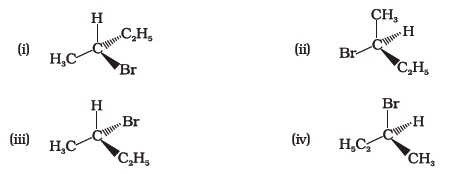 (i) H
C₂H₅
H₃C C
Br
(ii) CH₃
H
Br C
C₂H₅
(iii) H
Br
H₃C C
C₂H₅
(iv) Br
H
H₅C₂ C
CH₃